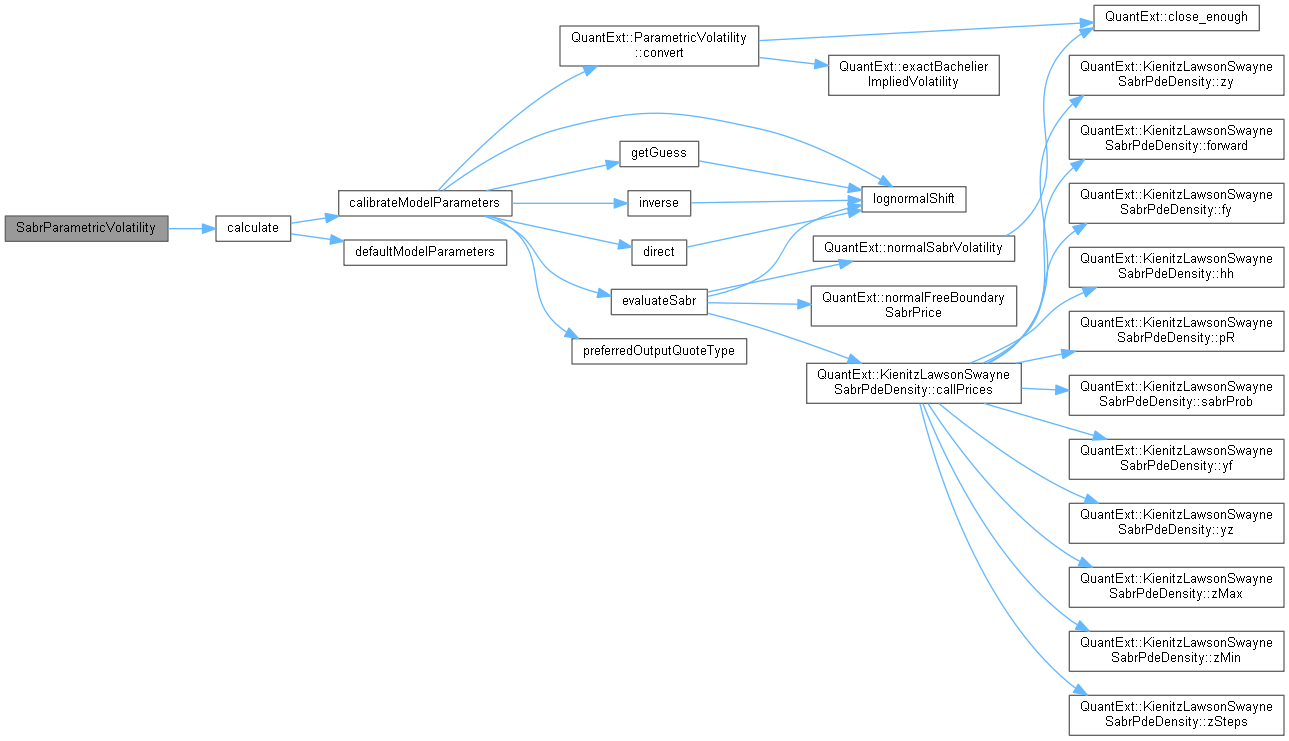 SabrParametricVolatility
calculate
calibrateModelParameters
defaultModelParameters
QuantExt::ParametricVolatility
::convert
getGuess
inverse
direct
evaluateSabr
preferredOutputQuoteType
QuantExt::exactBachelier
ImpliedVolatility
lognormalShift
QuantExt::normalSabrVolatility
QuantExt::normalFreeBoundary
SabrPrice
QuantExt::KienitzLawsonSwayne
SabrPdeDensity::callPrices
QuantExt::close_enough
QuantExt::KienitzLawsonSwayne
SabrPdeDensity::zy
QuantExt::KienitzLawsonSwayne
SabrPdeDensity::forward
QuantExt::KienitzLawsonSwayne
SabrPdeDensity::fy
QuantExt::KienitzLawsonSwayne
SabrPdeDensity::hh
QuantExt::KienitzLawsonSwayne
SabrPdeDensity::pR
QuantExt::KienitzLawsonSwayne
SabrPdeDensity::sabrProb
QuantExt::KienitzLawsonSwayne
SabrPdeDensity::yf
QuantExt::KienitzLawsonSwayne
SabrPdeDensity::yz
QuantExt::KienitzLawsonSwayne
SabrPdeDensity::zMax
QuantExt::KienitzLawsonSwayne
SabrPdeDensity::zMin
QuantExt::KienitzLawsonSwayne
SabrPdeDensity::zSteps